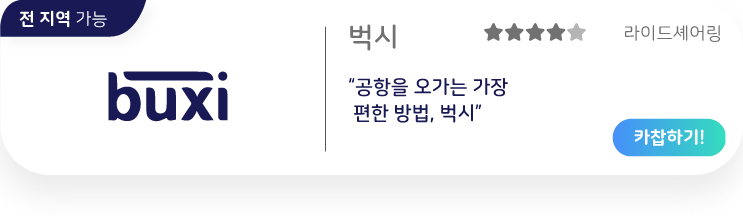 전 지역 가능
buxi
벅시
라이드셰어링
“공항을 오가는 가장
편한 방법, 벅시”
카찹하기!